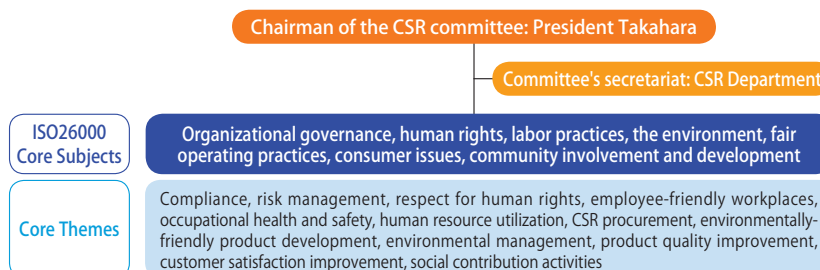 Chairman of the CSR committee: President Takahara
Committee's secretariat: CSR Department
ISO26000
Core Subjects
Organizational governance, human rights, labor practices, the environment, fair
operating practices, consumer issues, community involvement and development
Core Themes
Compliance, risk management, respect for human rights, employee-friendly workplaces,
occupational health and safety, human resource utilization, CSR procurement, environmentally-
friendly product development, environmental management, product quality improvement,
customer satisfaction improvement, social contribution activities